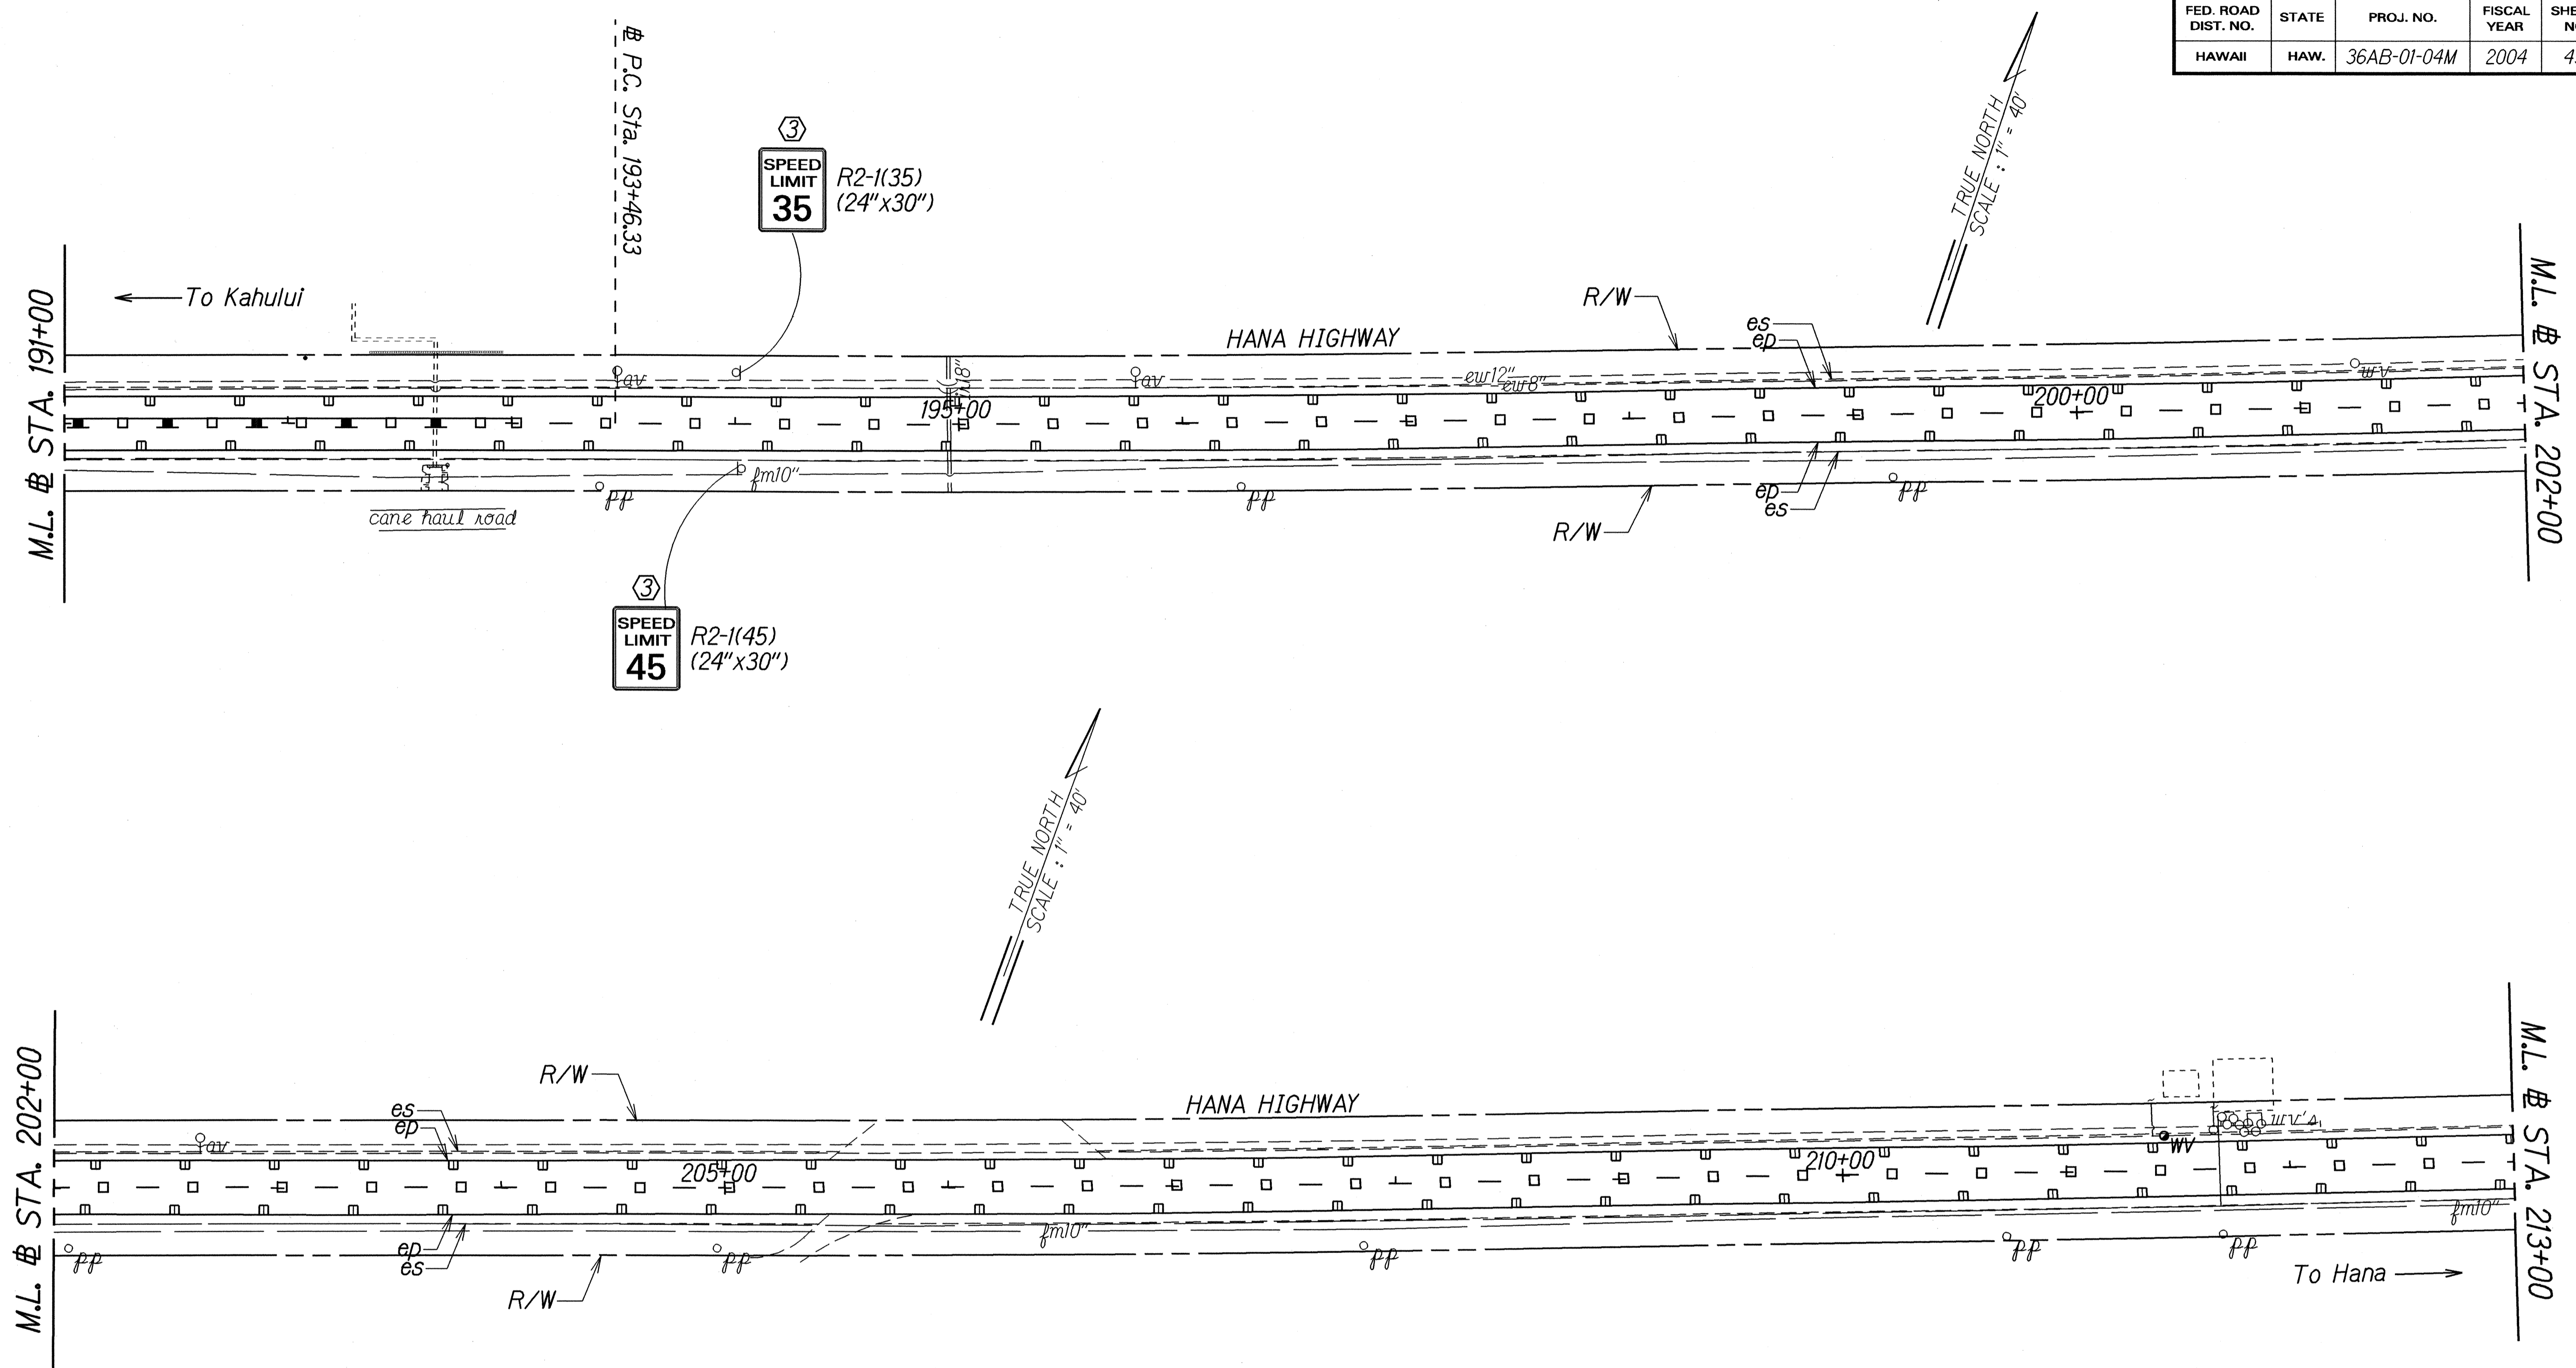 FED. ROAD DIST. NO. STATE PROJ. NO. FISCAL YEAR
HAWAII HAW. 36AB-01-04M 2004
℔ P.C. Sta. 193+46.33
3
SPEED
LIMIT
35
R2-1(35)
(24"x30")
TRUE NORTH
SCALE : 1" = 40'
M.L. ℔ STA. 191+00
To Kahului
R/W
HANA HIGHWAY
es
ep
M.L. ℔ STA. 202+00
av
av
ew12"
ew8"
wv
195+00
200+00
fm10"
pp
pp
ep
es
pp
cane haul road
R/W
3
SPEED
LIMIT
45
R2-1(45)
(24"x30")
TRUE NORTH
SCALE : 1" = 40'
M.L. ℔ STA. 202+00
R/W
es
ep
HANA HIGHWAY
M.L. ℔ STA. 213+00
av
wv's
wv
205+00
210+00
fm10"
fm10"
pp
ep
es
pp
pp
pp
pp
R/W
To Hana